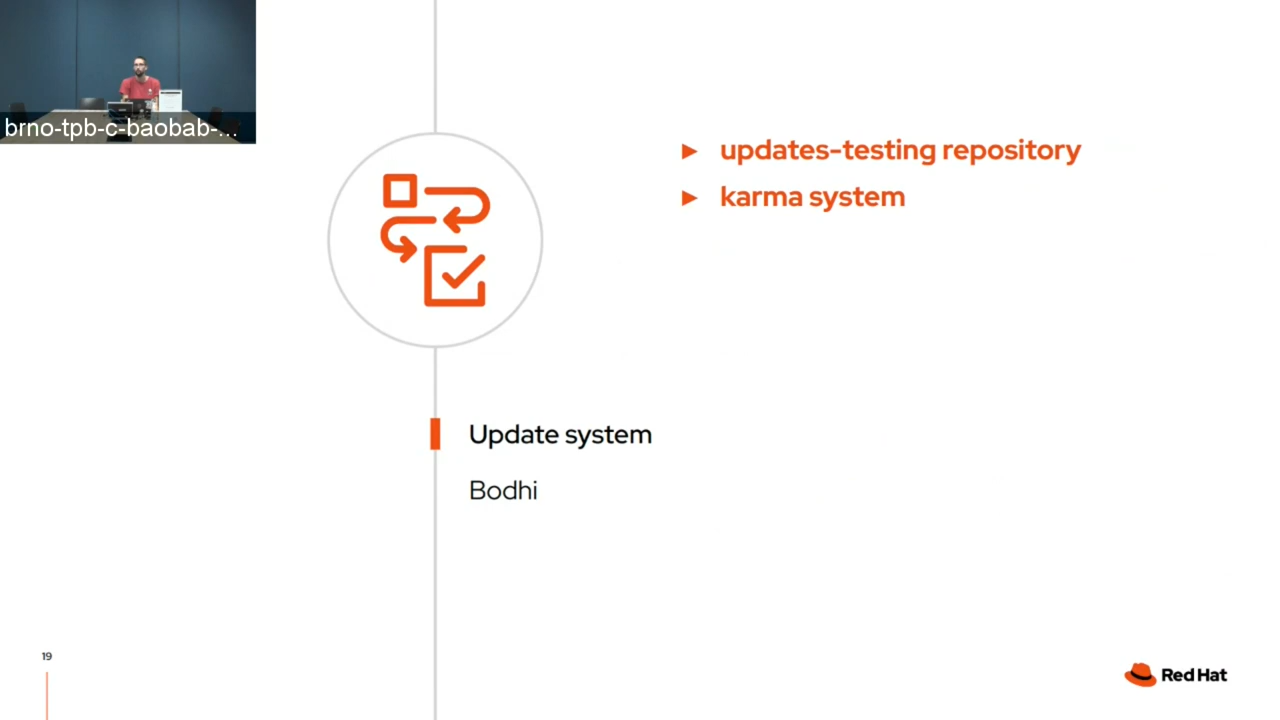 brno-tpb-c-baobab-...
► updates-testing repository
► karma system
Update system
Bodhi
19
Red Hat